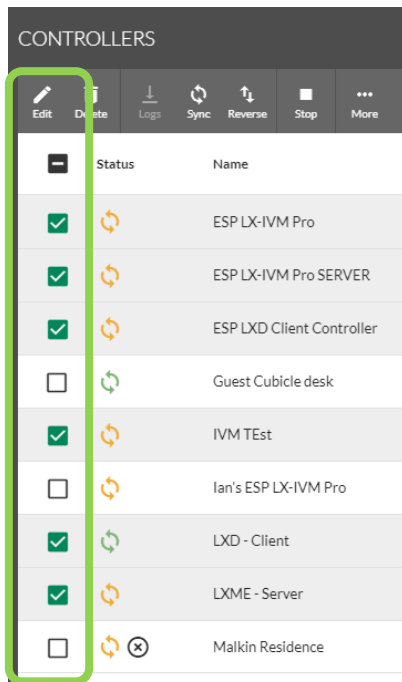 CONTROLLERS
Edit Delete Logs Sync Reverse Stop More
Status Name
ESP LX-IVM Pro
ESP LX-IVM Pro SERVER
ESP LXD Client Controller
Guest Cubicle desk
IVM TEst
Ian's ESP LX-IVM Pro
LXD - Client
LXME - Server
Malkin Residence